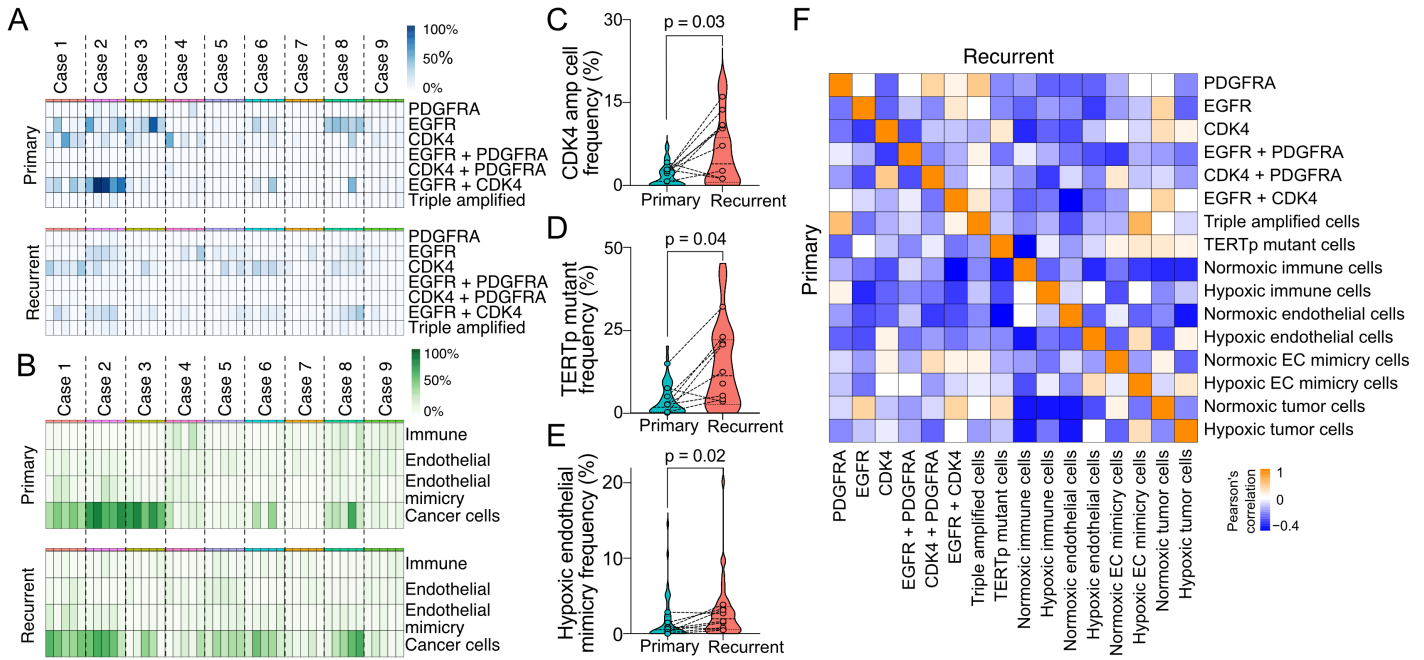 A
Case 1
Case 2
Case 3
Case 4
Case 5
Case 6
Case 7
Case 8
Case 9
100%
50%
0%
Primary
PDGFRA
EGFR
CDK4
EGFR + PDGFRA
CDK4 + PDGFRA
EGFR + CDK4
Triple amplified
Recurrent
PDGFRA
EGFR
CDK4
EGFR + PDGFRA
CDK4 + PDGFRA
EGFR + CDK4
Triple amplified
B
Case 1
Case 2
Case 3
Case 4
Case 5
Case 6
Case 7
Case 8
Case 9
100%
50%
0%
Primary
Immune
Endothelial
Endothelial
mimicry
Cancer cells
Recurrent
Immune
Endothelial
Endothelial
mimicry
Cancer cells
C
p = 0.03
CDK4 amp cell
frequency (%)
30
15
0
Primary
Recurrent
D
p = 0.04
TERTp mutant
frequency (%)
50
25
0
Primary
Recurrent
E
p = 0.02
Hypoxic endothelial
mimicry frequency (%)
20
10
0
Primary
Recurrent
F
Recurrent
Primary
PDGFRA
EGFR
CDK4
EGFR + PDGFRA
CDK4 + PDGFRA
EGFR + CDK4
Triple amplified cells
TERTp mutant cells
Normoxic immune cells
Hypoxic immune cells
Normoxic endothelial cells
Hypoxic endothelial cells
Normoxic EC mimicry cells
Hypoxic EC mimicry cells
Normoxic tumor cells
Hypoxic tumor cells
PDGFRA
EGFR
CDK4
EGFR + PDGFRA
CDK4 + PDGFRA
EGFR + CDK4
Triple amplified cells
TERTp mutant cells
Normoxic immune cells
Hypoxic immune cells
Normoxic endothelial cells
Hypoxic endothelial cells
Normoxic EC mimicry cells
Hypoxic EC mimicry cells
Normoxic tumor cells
Hypoxic tumor cells
Pearson's
correlation
1
0
−0.4